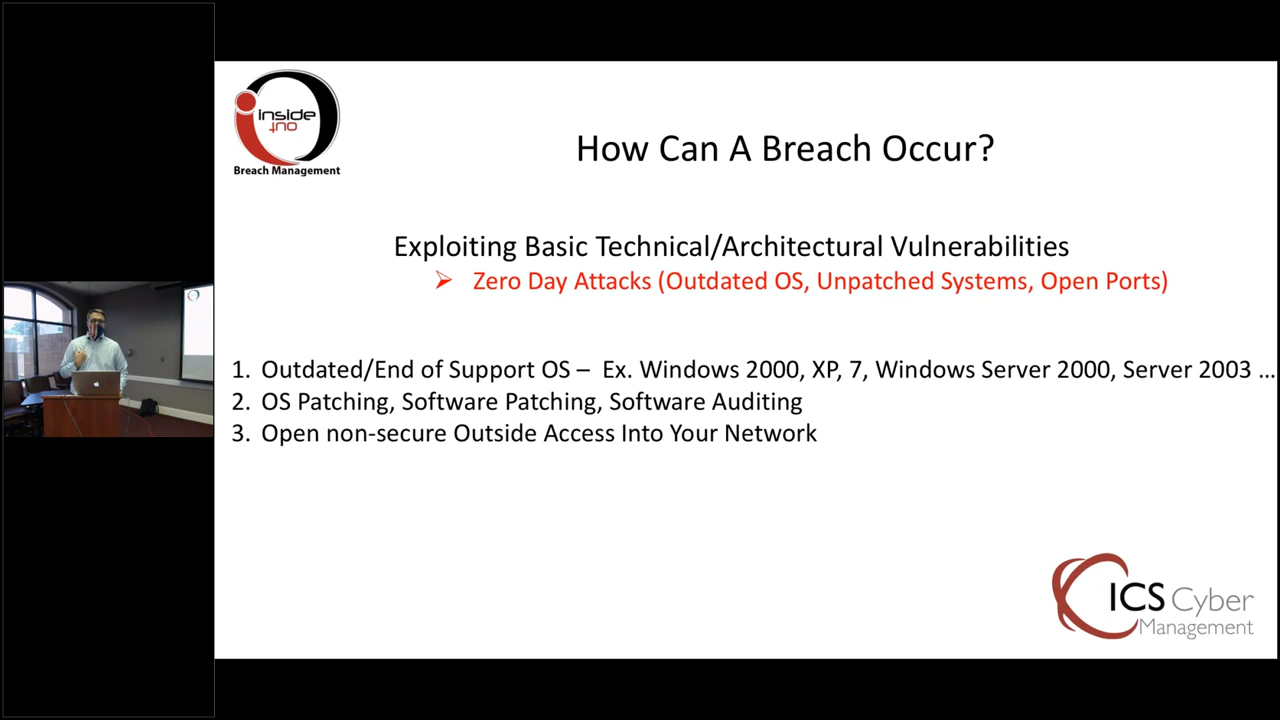 inside
out
Breach Management
How Can A Breach Occur?
Exploiting Basic Technical/Architectural Vulnerabilities
➢ Zero Day Attacks (Outdated OS, Unpatched Systems, Open Ports)
1. Outdated/End of Support OS – Ex. Windows 2000, XP, 7, Windows Server 2000, Server 2003 ...
2. OS Patching, Software Patching, Software Auditing
3. Open non-secure Outside Access Into Your Network
ICS Cyber
Management